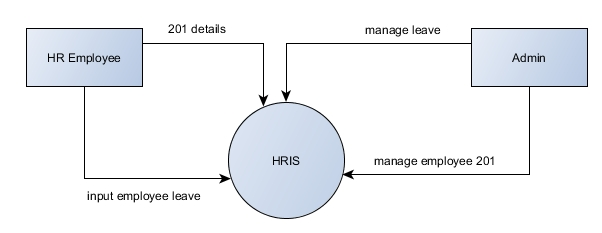 201 details
manage leave
HR Employee
Admin
HRIS
manage employee 201
input employee leave